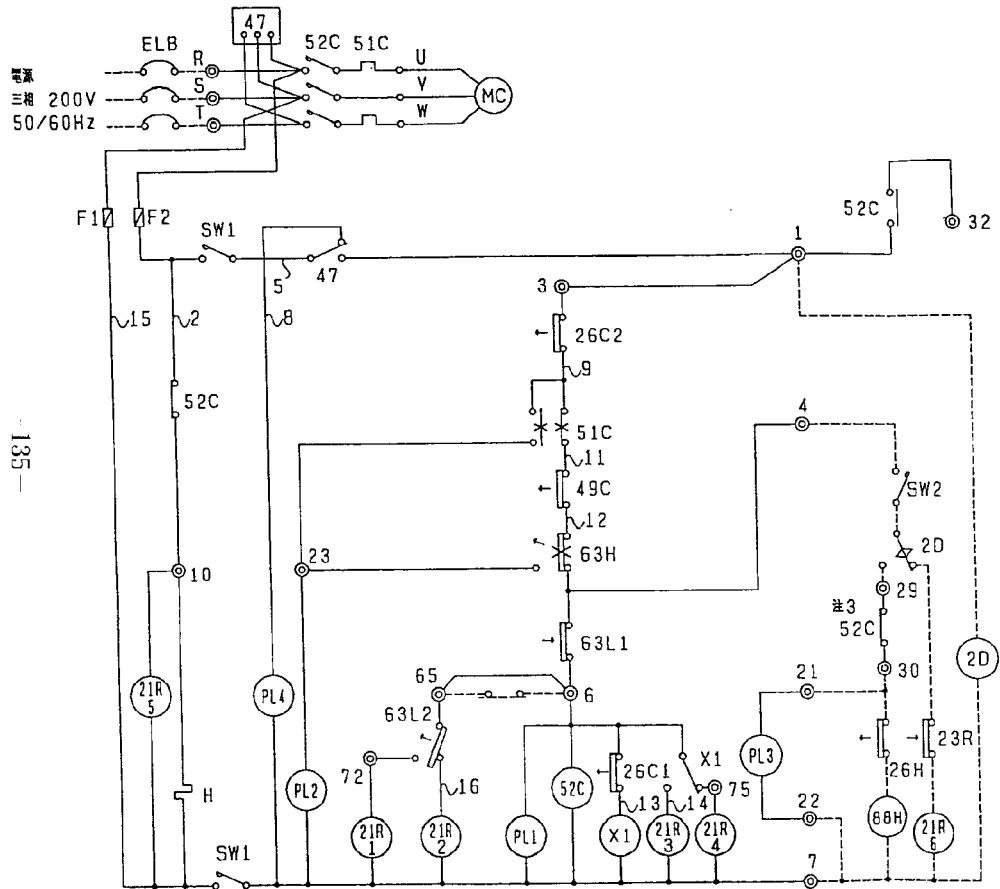 47
ELB
R
52C
51C
U
電源
S
V
MC
三相 200V
T
W
50/60Hz
F1
F2
52C
32
SW1
1
5
47
3
15
2
8
26C2
9
52C
4
51C
11
SW2
49C
12
2D
63H
23
10
29
注3
52C
63L1
2D
65
6
30
21
21R
5
PL4
63L2
23R
72
X1
PL3
26C1
26H
16
PL2
52C
13
14
75
H
22
88H
21R
1
21R
2
PL1
X1
21R
3
21R
4
21R
6
SW1
7
135—